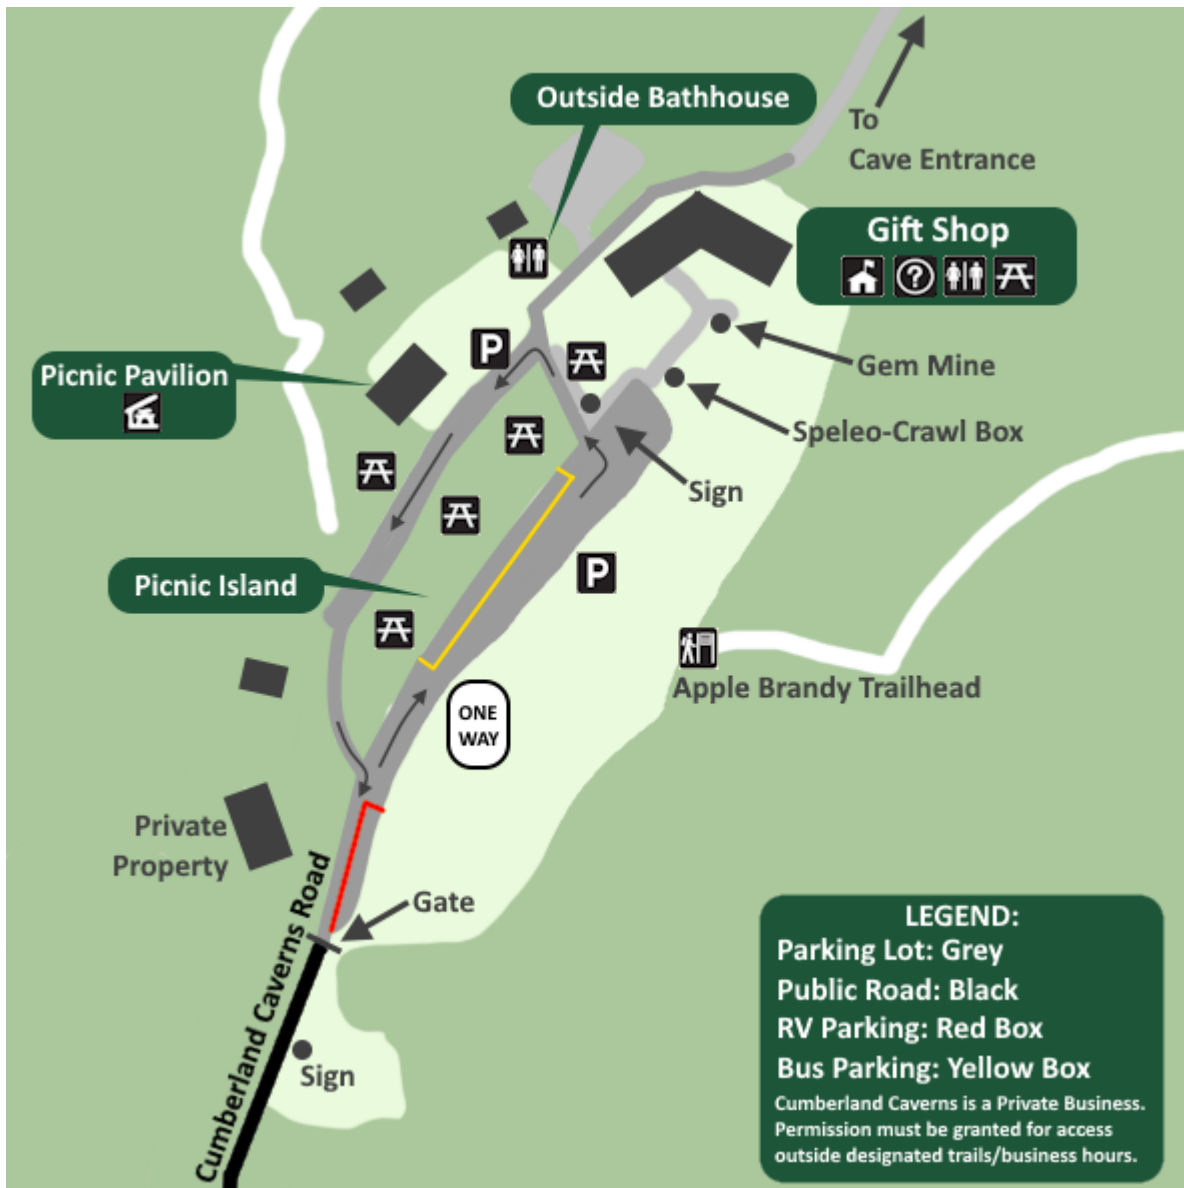 Outside Bathhouse
To
Cave Entrance
Gift Shop
?
P
Picnic Pavilion
Gem Mine
Speleo-Crawl Box
Sign
Picnic Island
P
Apple Brandy Trailhead
ONE
WAY
Private
Property
Gate
Cumberland Caverns Road
Sign
LEGEND:
Parking Lot: Grey
Public Road: Black
RV Parking: Red Box
Bus Parking: Yellow Box
Cumberland Caverns is a Private Business.
Permission must be granted for access
outside designated trails/business hours.